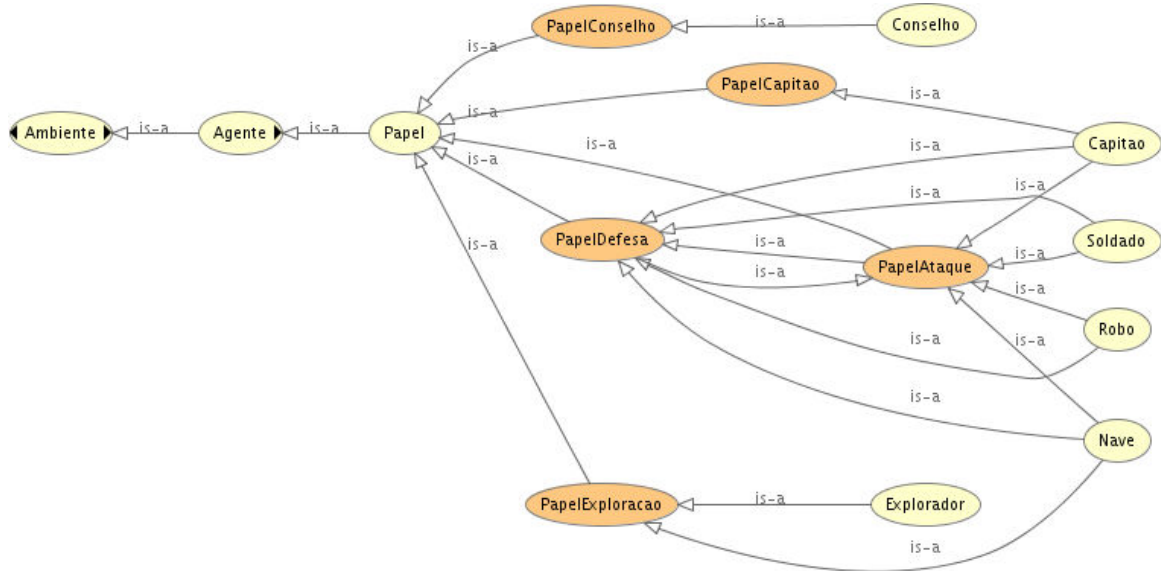 PapelConselho
is-a
Conselho
is-a
PapelCapitao
is-a
is-a
Ambiente
is-a
Agente
is-a
Papel
is-a
is-a
Capitao
is-a
is-a
is-a
Soldado
PapelDefesa
is-a
is-a
is-a
PapelAtaque
is-a
is-a
Robo
is-a
is-a
is-a
Nave
PapelExploracao
is-a
Explorador
is-a